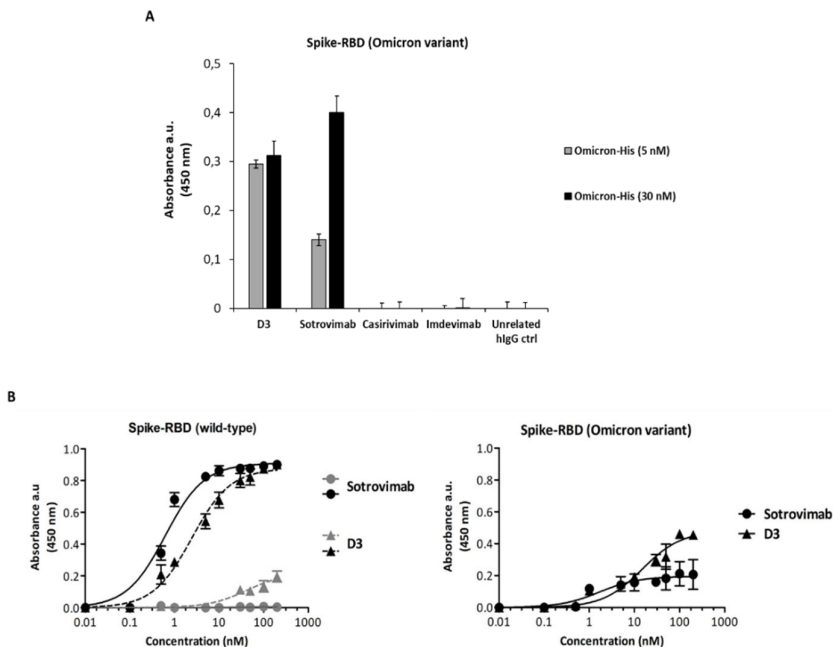 A
Spike-RBD (Omicron variant)
0,5
0,4
0,3
0,2
0,1
0
Absorbance a.u.
(450 nm)
D3
Sotrovimab
Casirivimab
Imdevimab
Unrelated
hIgG ctrl
Omicron-His (5 nM)
Omicron-His (30 nM)
B
Spike-RBD (wild-type)
1.0
0.8
0.6
0.4
0.2
0.0
Absorbance a.u
(450 nm)
0.01
0.1
1
10
100
1000
Concentration (nM)
Sotrovimab
D3
Spike-RBD (Omicron variant)
1.0
0.8
0.6
0.4
0.2
0.0
Absorbance a.u.
(450 nm)
0.01
0.1
1
10
100
1000
Concentration (nM)
Sotrovimab
D3